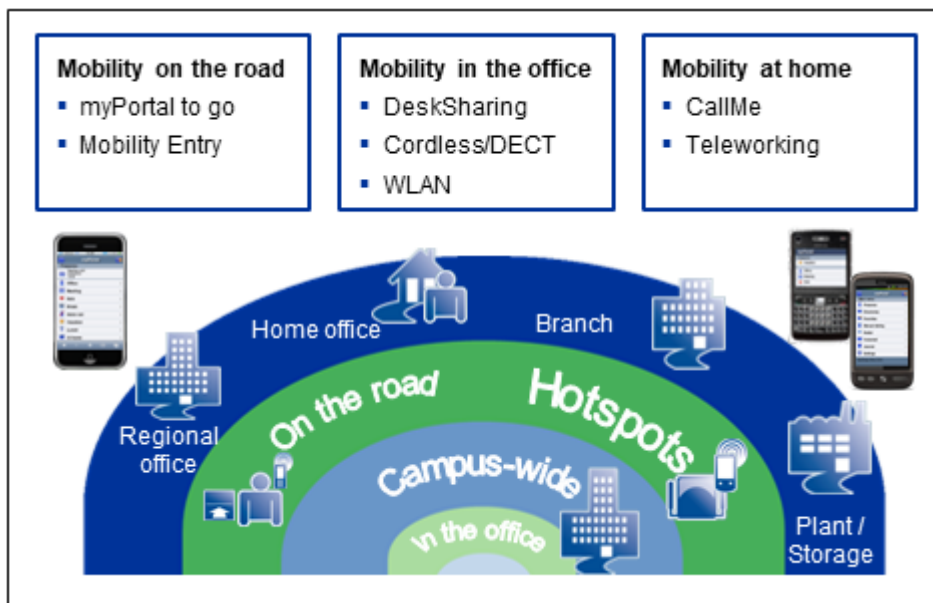 Mobility on the road
▪ myPortal to go
▪ Mobility Entry
Mobility in the office
▪ DeskSharing
▪ Cordless/DECT
▪ WLAN
Mobility at home
▪ CallMe
▪ Teleworking
Home office
Branch
Regional
office
On the road
Hotspots
Campus-wide
In the office
Plant /
Storage